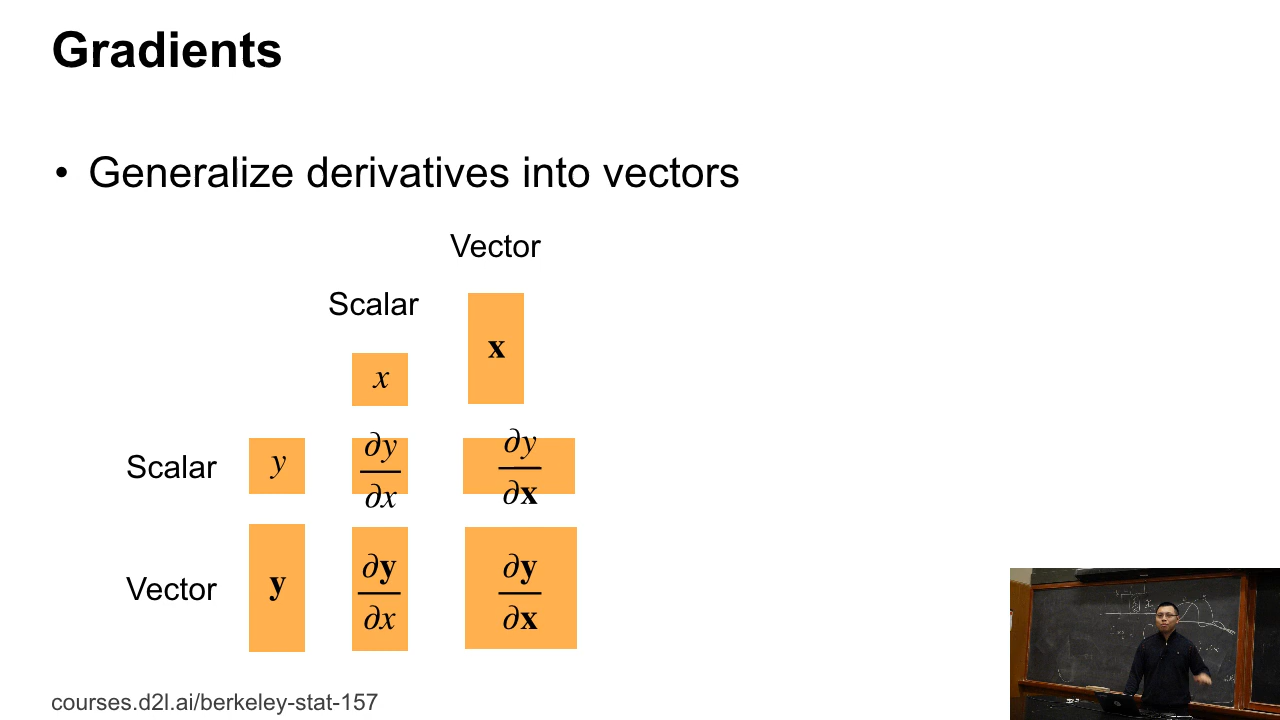 Gradients
• Generalize derivatives into vectors
Vector
Scalar
x
x
Scalar
y
∂y
∂x
∂y
∂x
Vector
y
∂y
∂x
∂y
∂x
courses.d2l.ai/berkeley-stat-157